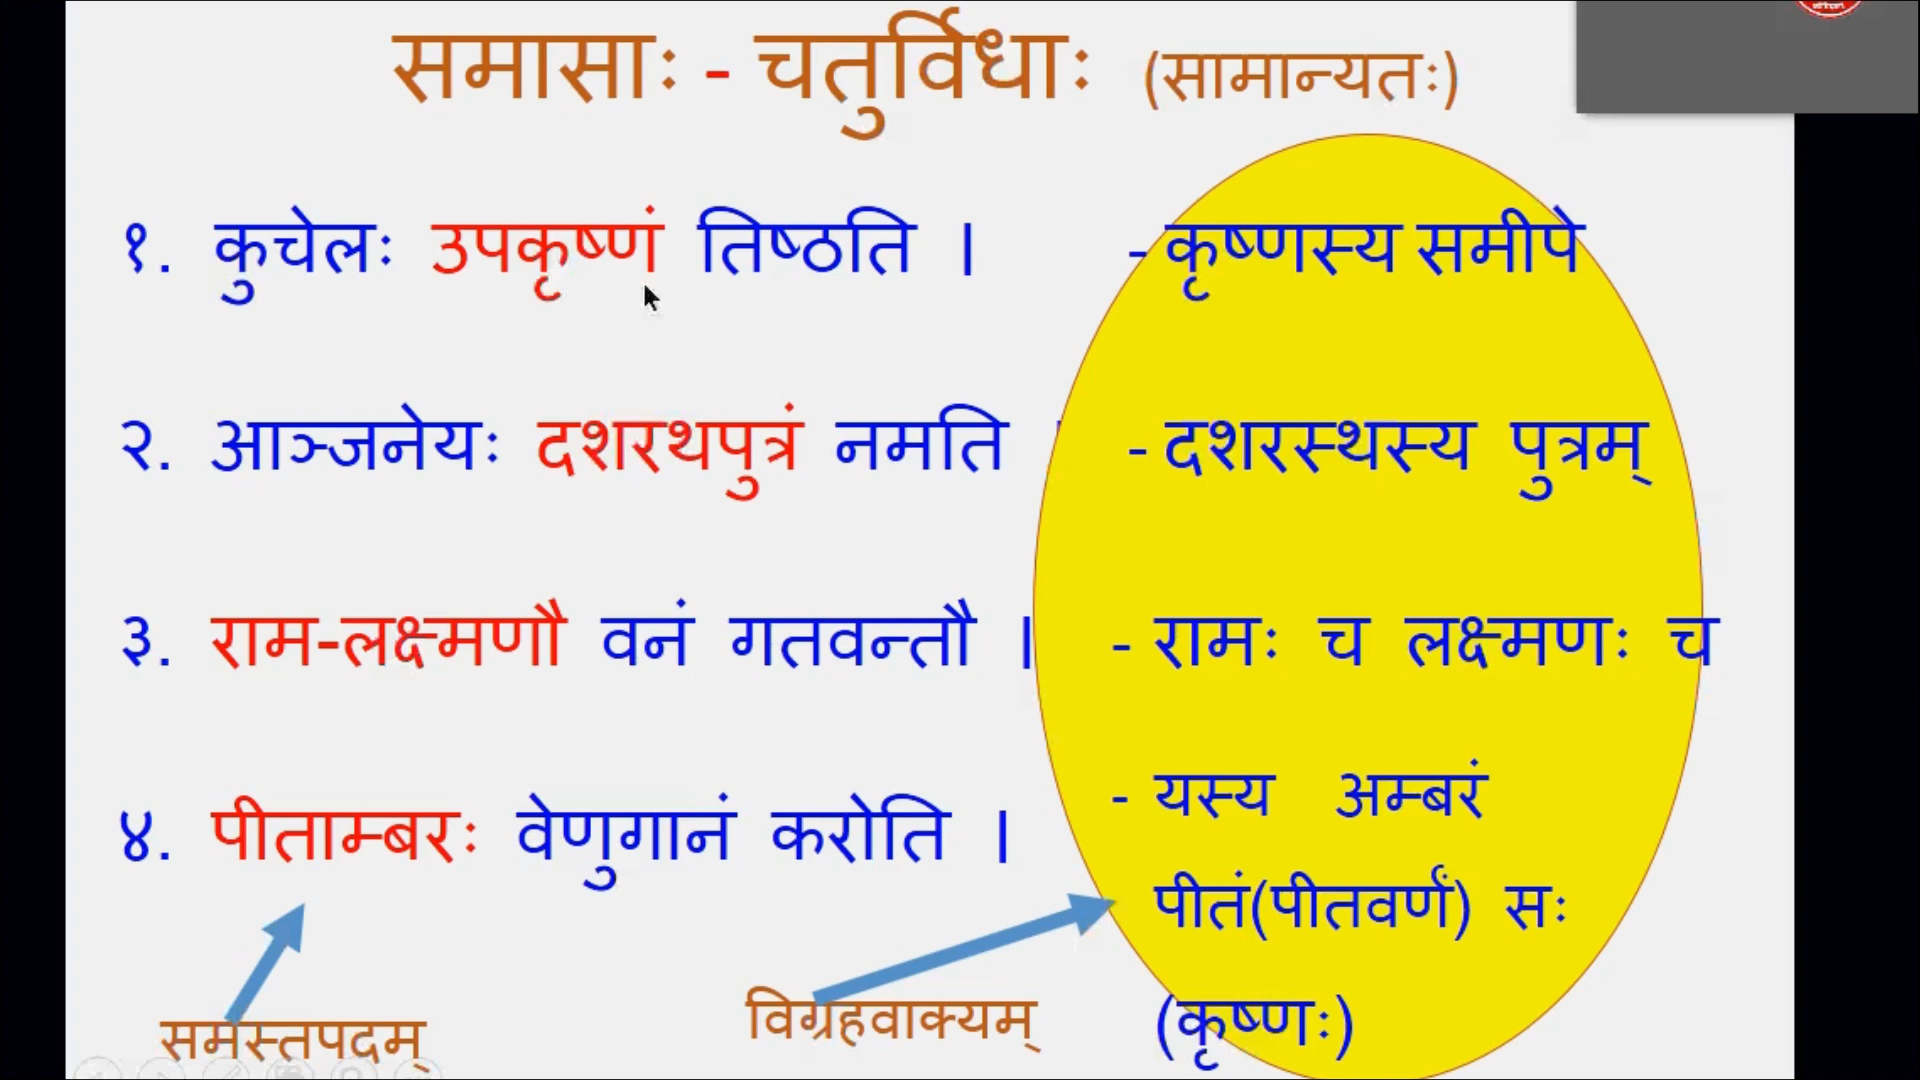 समासाः - चतुर्विधाः (सामान्यतः)
१. कुचेलः उपकृष्णं तिष्ठति । - कृष्णस्य समीपे
२. आञ्जनेयः दशरथपुत्रं नमति । - दशरस्थस्य पुत्रम्
३. राम-लक्ष्मणौ वनं गतवन्तौ । - रामः च लक्ष्मणः च
४. पीताम्बरः वेणुगानं करोति । - यस्य अम्बरं
पीतं(पीतवर्णं) सः
(कृष्णः)
समस्तपदम् विग्रहवाक्यम्